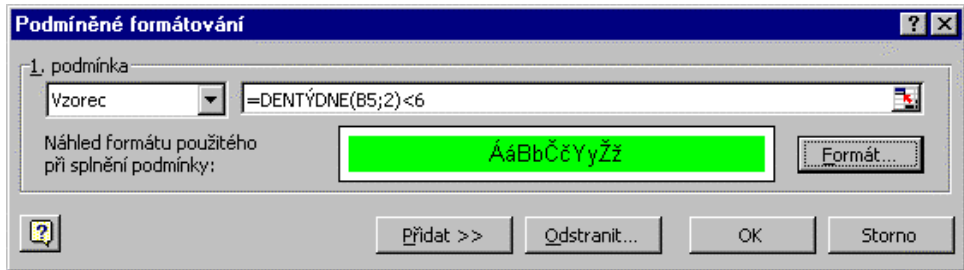 Podmíněné formátování
1. podmínka
Vzorec =DENTÝDNE(B5;2)<6
Náhled formátu použitého
při splnění podmínky:
ÁáBbČčYyŽž
Formát...
Přidat >> Odstranit... OK Storno